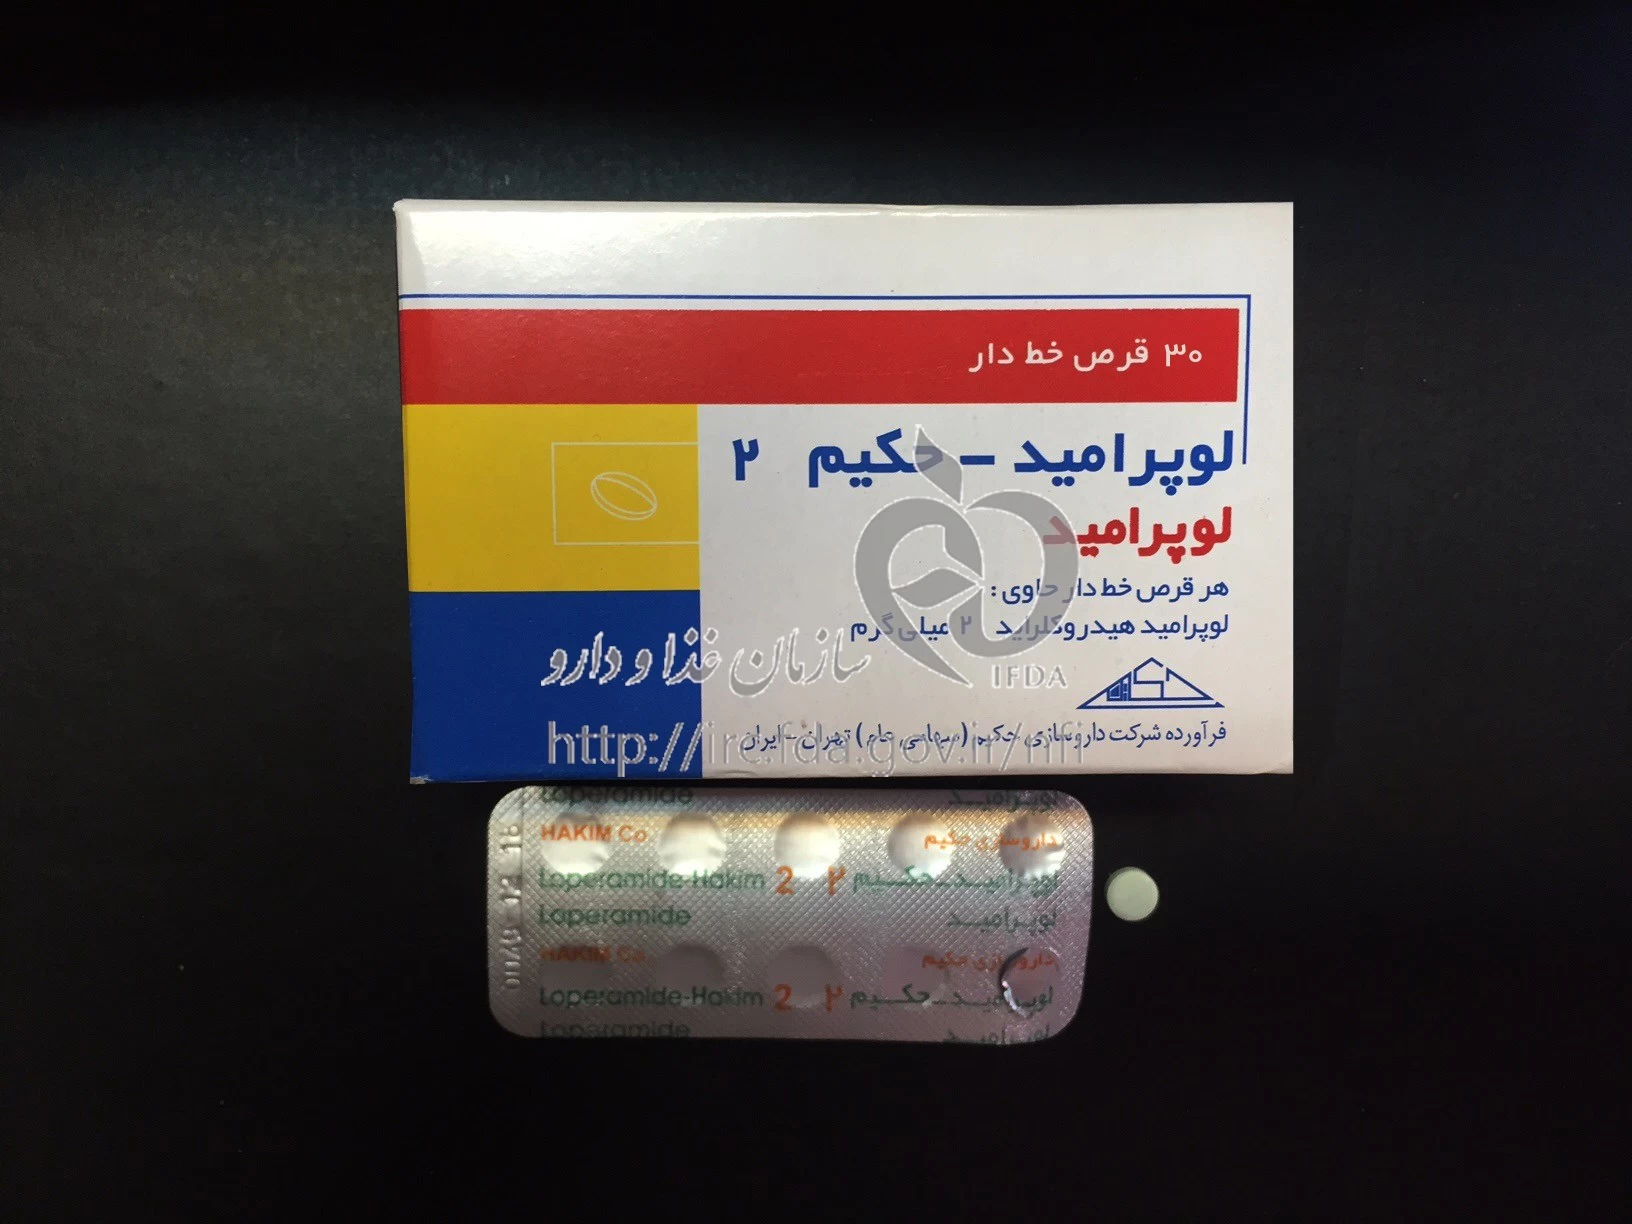 ۳۰ قرص خط دار
لوپرامید - حکیم ۲
لوپرامید
هر قرص خط دار حاوی :
لوپرامید هیدروکلراید ۲ میلی گرم
IFDA
سازمان غذا و دارو
فرآورده شرکت داروسازی حکیم (سهامی عام) تهران - ایران
http://irc.fda.gov.ir/nfi
Loperamide لوپرامید
HAKIM Co. داروسازی حکیم
Loperamide-Hakim 2 ۲ لوپرامید-حکیم
Loperamide لوپرامید
HAKIM Co. داروسازی حکیم
Loperamide-Hakim 2 ۲ لوپرامید-حکیم
Loperamide لوپرامید